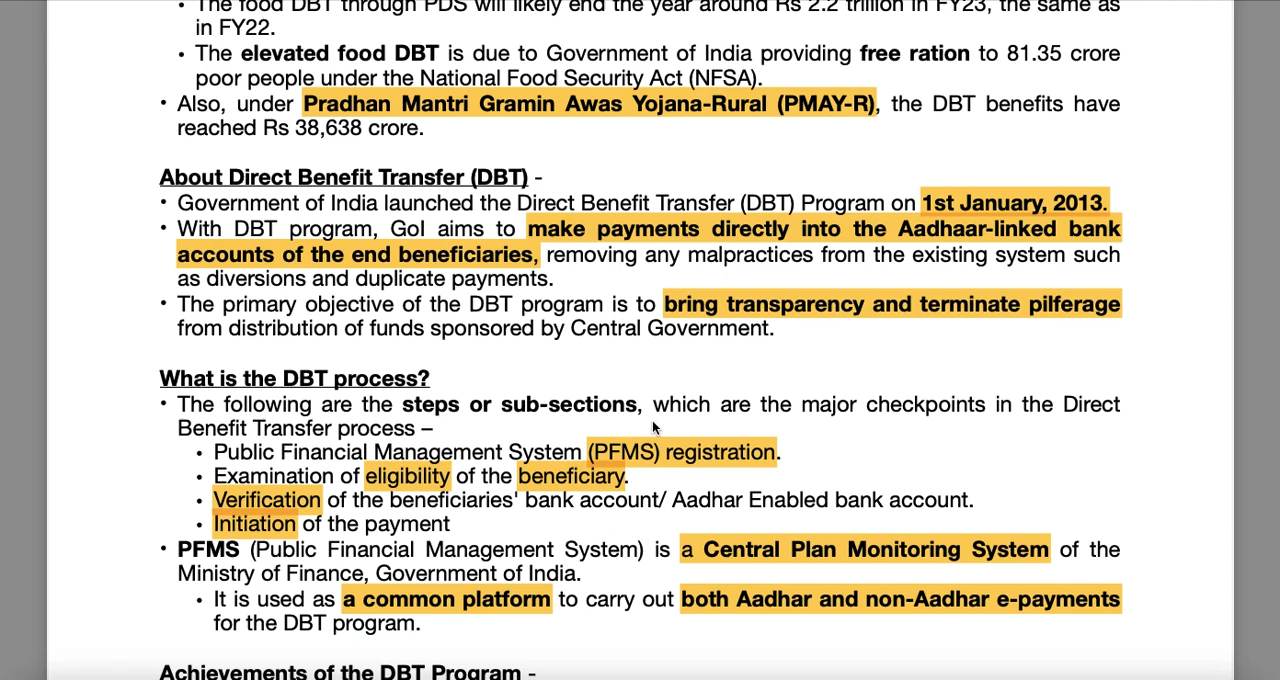 • The food DBT through PDS will likely end the year around Rs 2.2 trillion in FY23, the same as
in FY22.
• The elevated food DBT is due to Government of India providing free ration to 81.35 crore
poor people under the National Food Security Act (NFSA).
• Also, under Pradhan Mantri Gramin Awas Yojana-Rural (PMAY-R), the DBT benefits have
reached Rs 38,638 crore.
About Direct Benefit Transfer (DBT) -
• Government of India launched the Direct Benefit Transfer (DBT) Program on 1st January, 2013.
• With DBT program, GoI aims to make payments directly into the Aadhaar-linked bank
accounts of the end beneficiaries, removing any malpractices from the existing system such
as diversions and duplicate payments.
• The primary objective of the DBT program is to bring transparency and terminate pilferage
from distribution of funds sponsored by Central Government.
What is the DBT process?
• The following are the steps or sub-sections, which are the major checkpoints in the Direct
Benefit Transfer process –
• Public Financial Management System (PFMS) registration.
• Examination of eligibility of the beneficiary.
• Verification of the beneficiaries' bank account/ Aadhar Enabled bank account.
• Initiation of the payment
• PFMS (Public Financial Management System) is a Central Plan Monitoring System of the
Ministry of Finance, Government of India.
• It is used as a common platform to carry out both Aadhar and non-Aadhar e-payments
for the DBT program.
Achievements of the DBT Program -